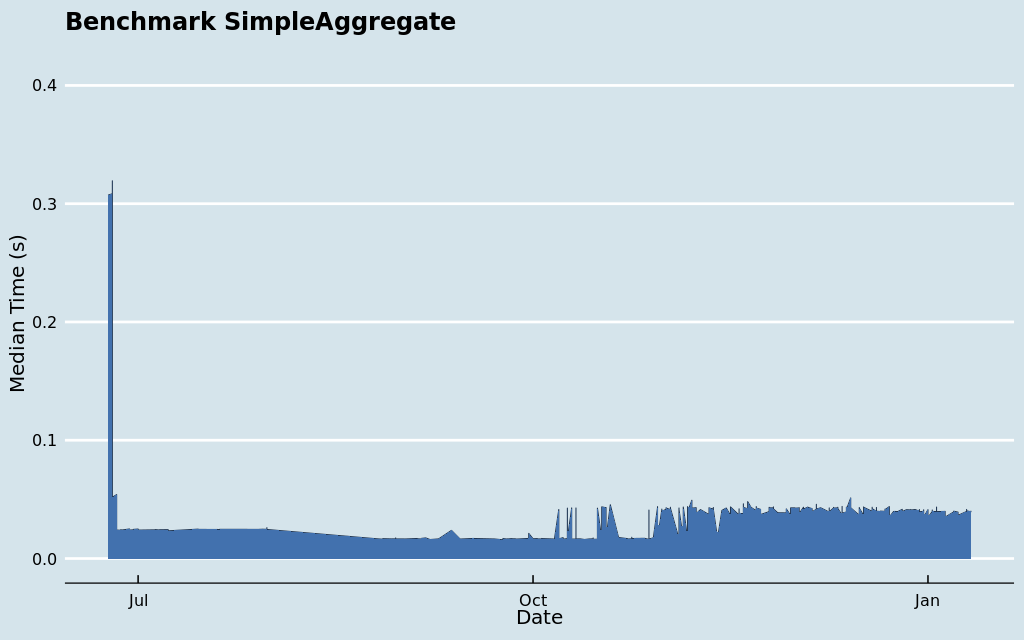 Benchmark SimpleAggregate
0.4
0.3
0.2
0.1
0.0
Median Time (s)
Jul
Oct
Jan
Date